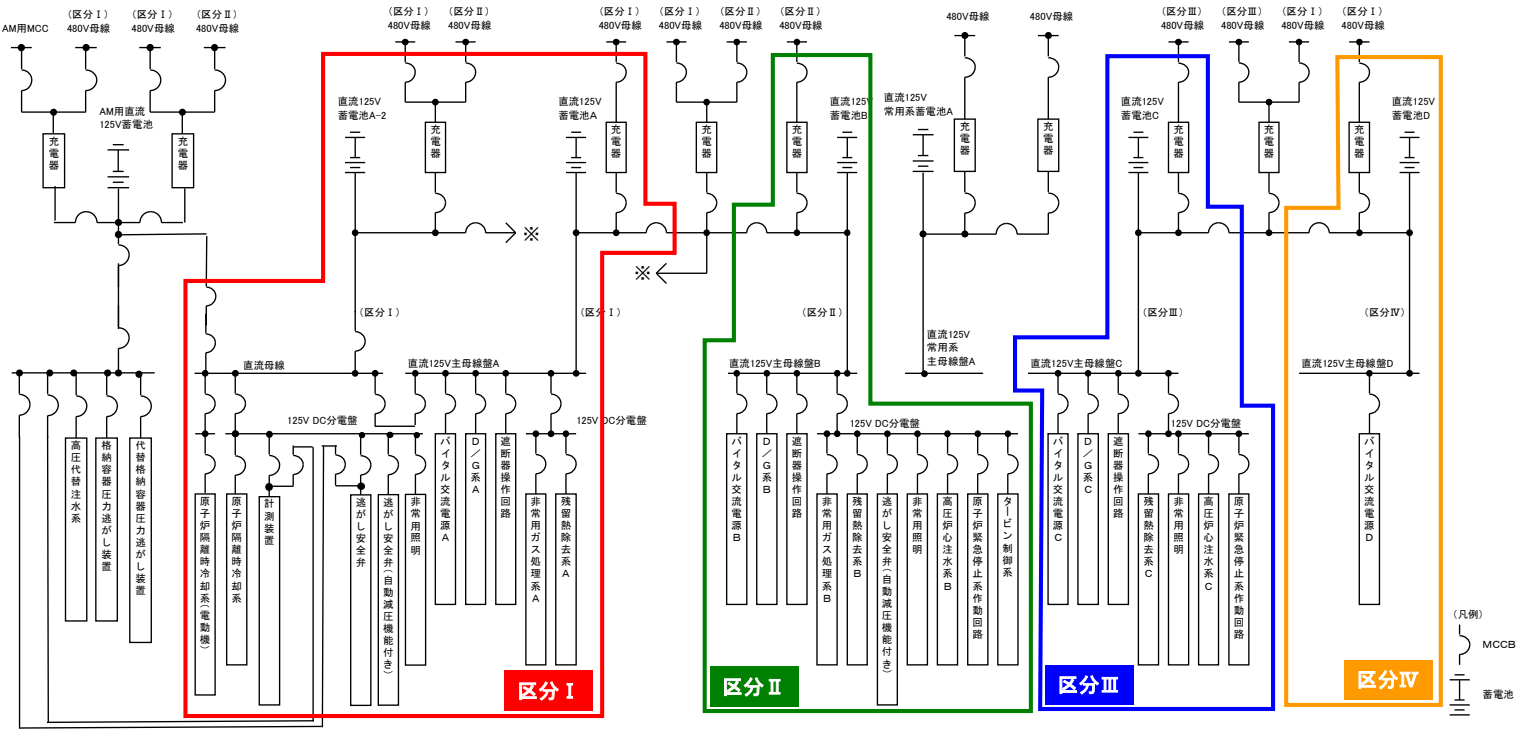 AM用MCC
(区分Ⅰ)
480V母線
(区分Ⅰ)
480V母線
(区分Ⅱ)
480V母線
(区分Ⅰ)
480V母線
(区分Ⅱ)
480V母線
(区分Ⅰ)
480V母線
(区分Ⅰ)
480V母線
(区分Ⅱ)
480V母線
(区分Ⅱ)
480V母線
480V母線
480V母線
(区分Ⅲ)
480V母線
(区分Ⅲ)
480V母線
(区分Ⅰ)
480V母線
(区分Ⅰ)
480V母線
AM用直流
125V蓄電池
充電器
充電器
直流125V
蓄電池A-2
充電器
直流125V
蓄電池A
充電器
充電器
充電器
直流125V
蓄電池B
直流125V
常用系蓄電池A
充電器
充電器
直流125V
蓄電池C
充電器
充電器
充電器
直流125V
蓄電池D
※
※
(区分Ⅰ)
(区分Ⅰ)
(区分Ⅱ)
(区分Ⅲ)
(区分Ⅳ)
直流母線
直流125V主母線盤A
直流125V主母線盤B
直流125V
常用系
主母線盤A
直流125V主母線盤C
直流125V主母線盤D
125V DC分電盤
125V DC分電盤
125V DC分電盤
125V DC分電盤
高圧代替注水系
格納容器圧力逃がし装置
代替格納容器圧力逃がし装置
原子炉隔離時冷却系(電動機)
原子炉隔離時冷却系
計測装置
逃がし安全弁
逃がし安全弁(自動減圧機能付き)
非常用照明
バイタル交流電源A
D/G系A
遮断器操作回路
非常用ガス処理系A
残留熱除去系A
バイタル交流電源B
D/G系B
遮断器操作回路
非常用ガス処理系B
残留熱除去系B
逃がし安全弁(自動減圧機能付き)
非常用照明
高圧炉心注水系B
原子炉緊急停止系作動回路
タービン制御系
バイタル交流電源C
D/G系C
遮断器操作回路
残留熱除去系C
非常用照明
高圧炉心注水系C
原子炉緊急停止系作動回路
バイタル交流電源D
区分Ⅰ
区分Ⅱ
区分Ⅲ
区分Ⅳ
(凡例)
MCCB
蓄電池